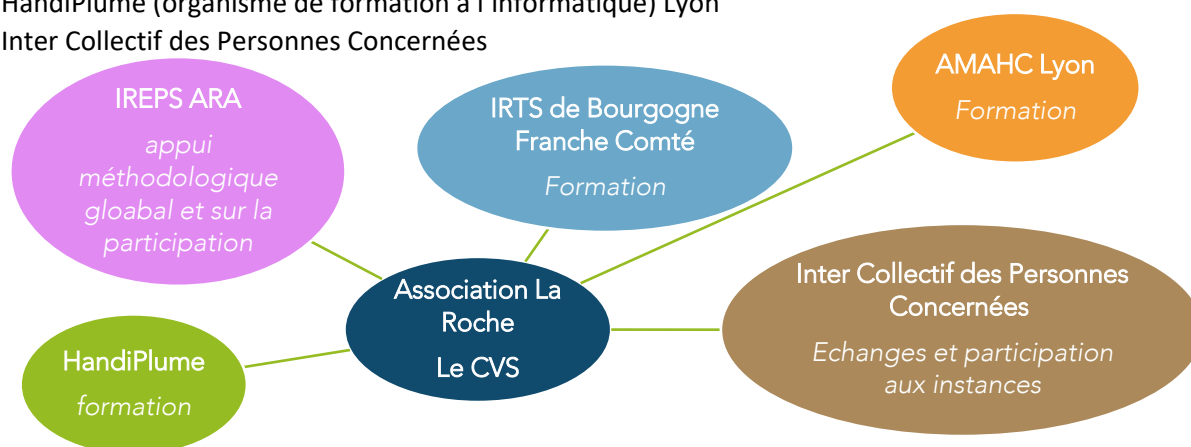 HandiPlume (organisme de formation à l'informatique) Lyon
Inter Collectif des Personnes Concernées
IREPS ARA
appui
méthodologique
gloabal et sur la
participation
IRTS de Bourgogne
Franche Comté
Formation
AMAHC Lyon
Formation
Association La
Roche
Le CVS
Inter Collectif des Personnes
Concernées
Echanges et participation
aux instances
HandiPlume
formation